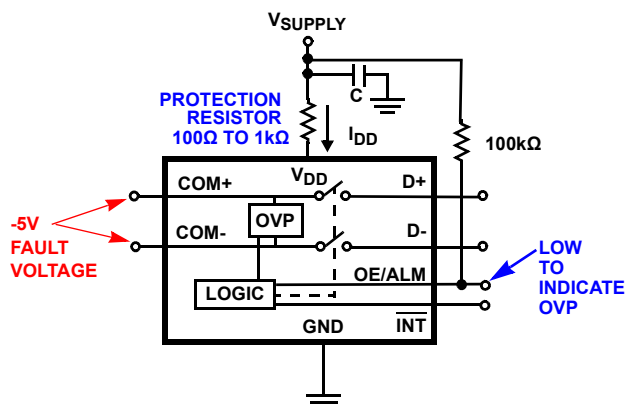 VSUPPLY
C
PROTECTION
RESISTOR
100Ω TO 1kΩ
IDD
100kΩ
COM+
VDD
D+
-5V
FAULT
VOLTAGE
OVP
COM-
D-
LOW
TO
INDICATE
OVP
OE/ALM
LOGIC
GND
INT